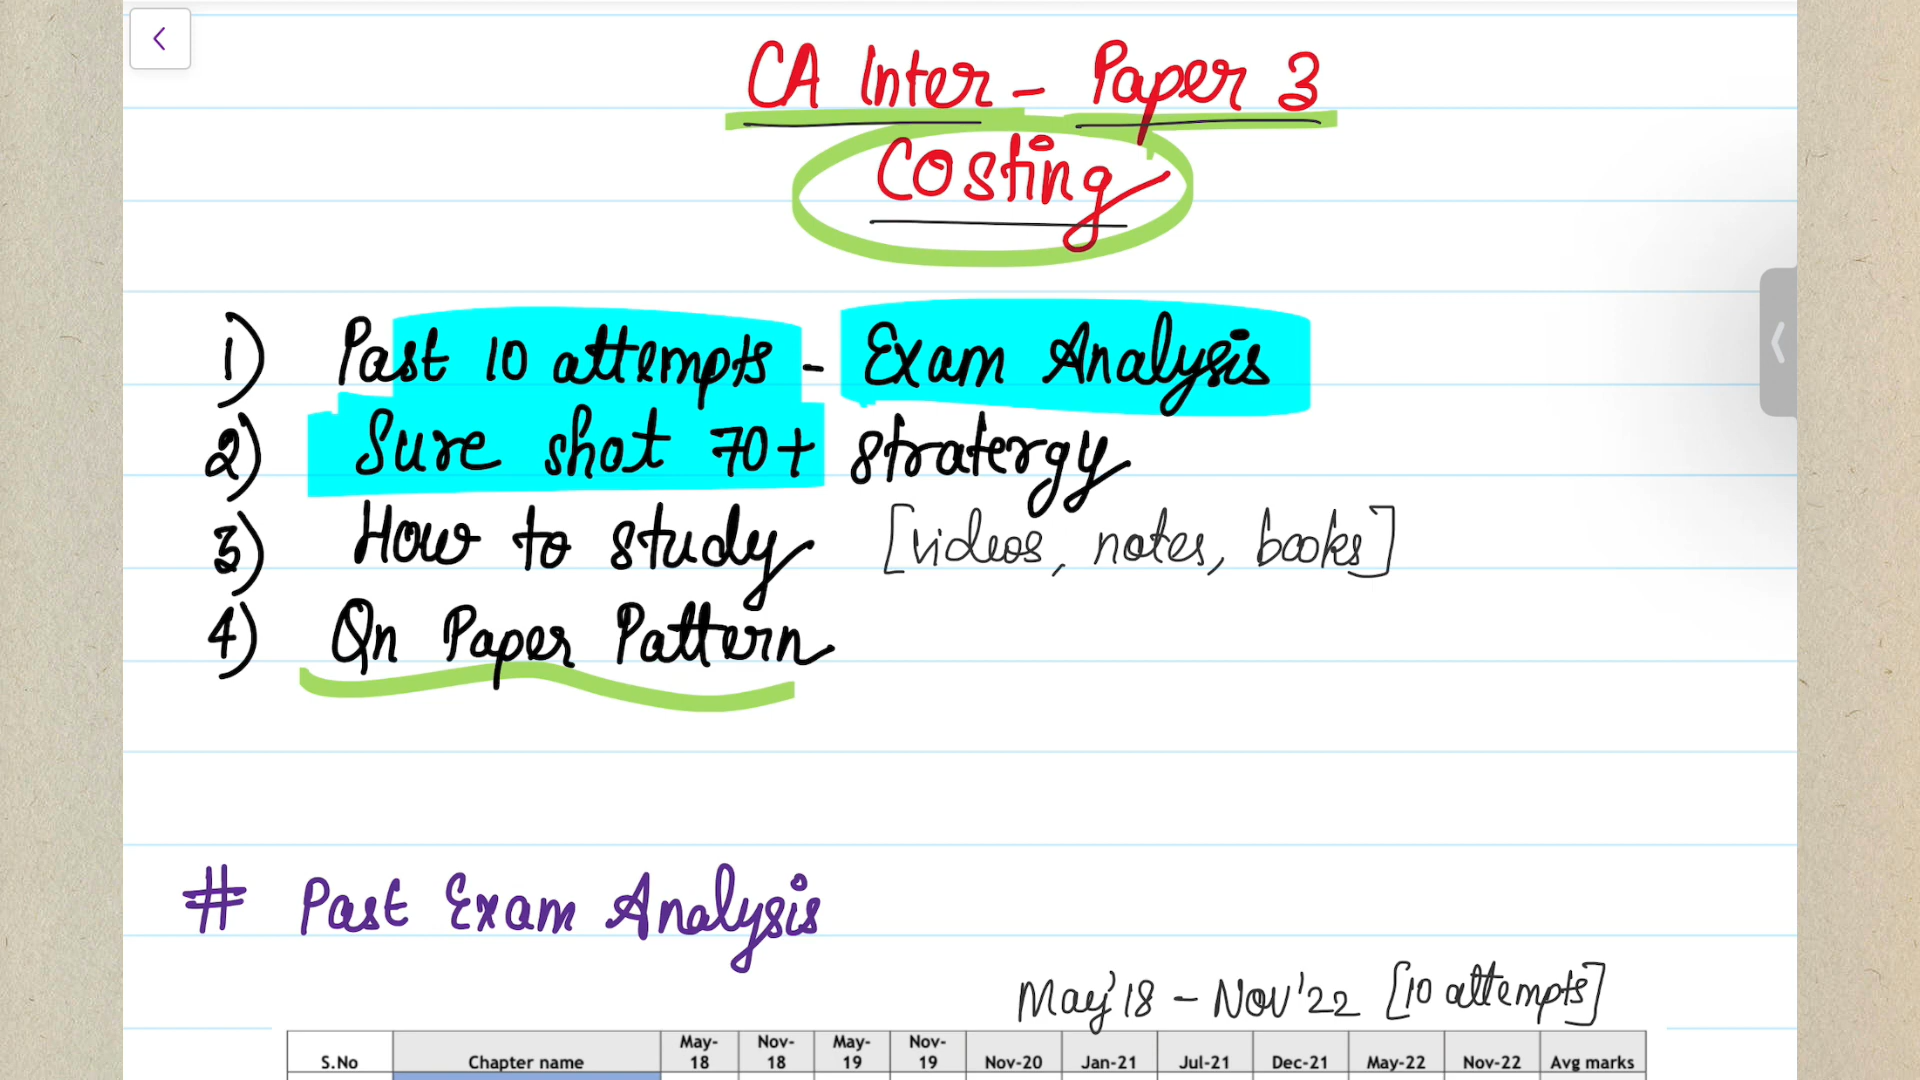 CA Inter - Paper 3
Costing
1) Past 10 attempts - Exam Analysis
2) Sure shot 70+ stratergy
3) How to study [videos, notes, books]
4) Qn Paper Pattern
# Past Exam Analysis
May'18 - Nov'22 [10 attempts]
S.No Chapter name May-18 Nov-18 May-19 Nov-19 Nov-20 Jan-21 Jul-21 Dec-21 May-22 Nov-22 Avg marks